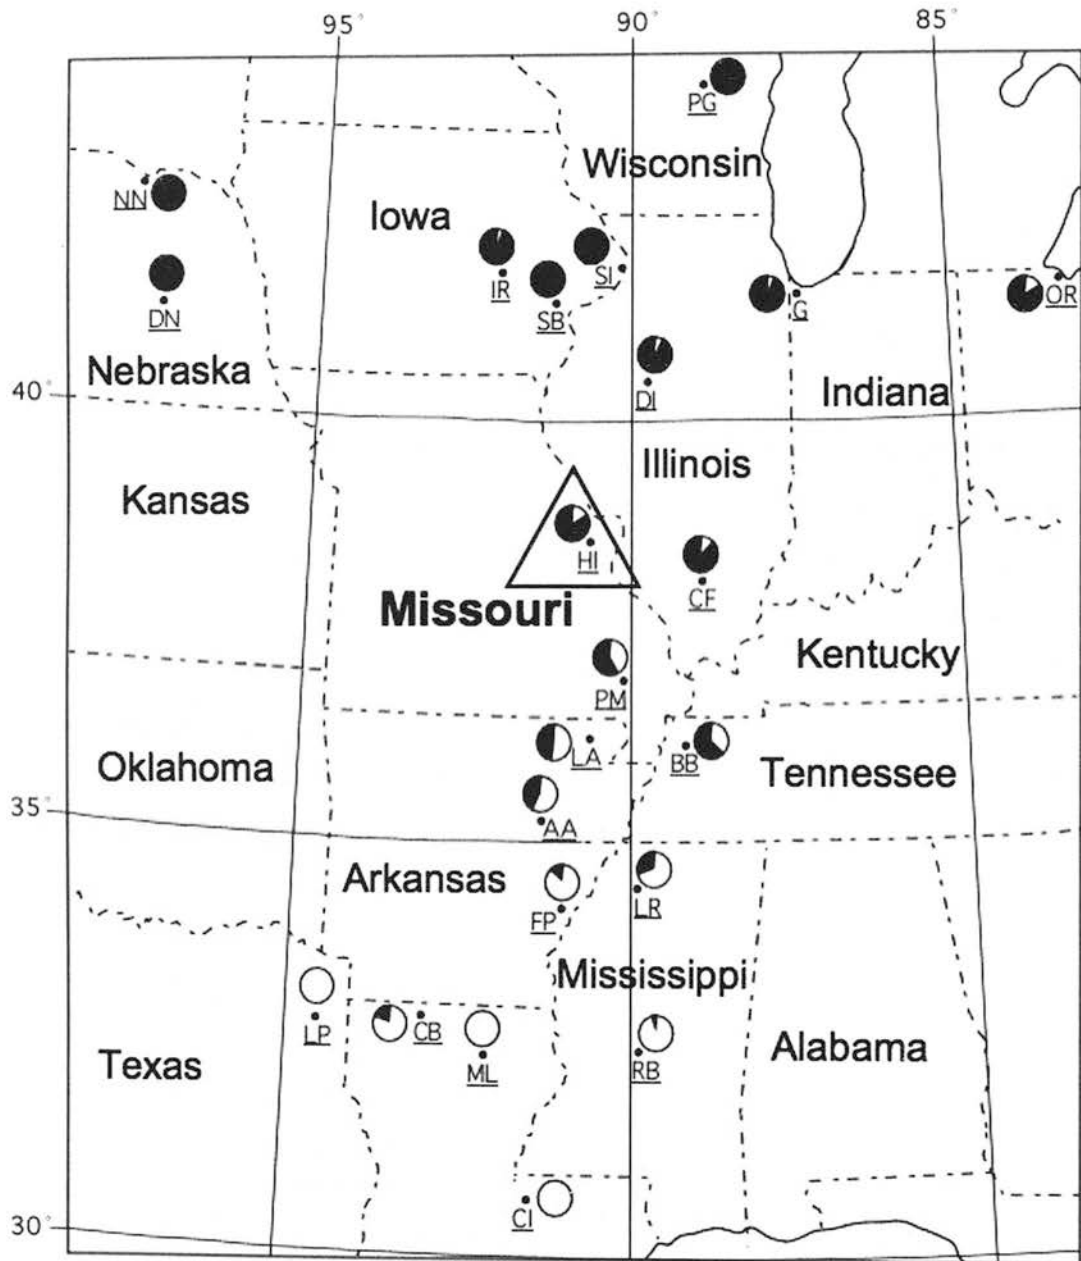 95° 90° 85°
PG
Wisconsin
NN
Iowa
IR SB SI
G OR
DN
Nebraska
DI
Indiana
40°
Illinois
Kansas
HI
CF
Missouri
Kentucky
PM
LA BB
Oklahoma
Tennessee
35°
AA
Arkansas
FP LR
Mississippi
LP CB
ML RB
Texas
Alabama
CI
30°